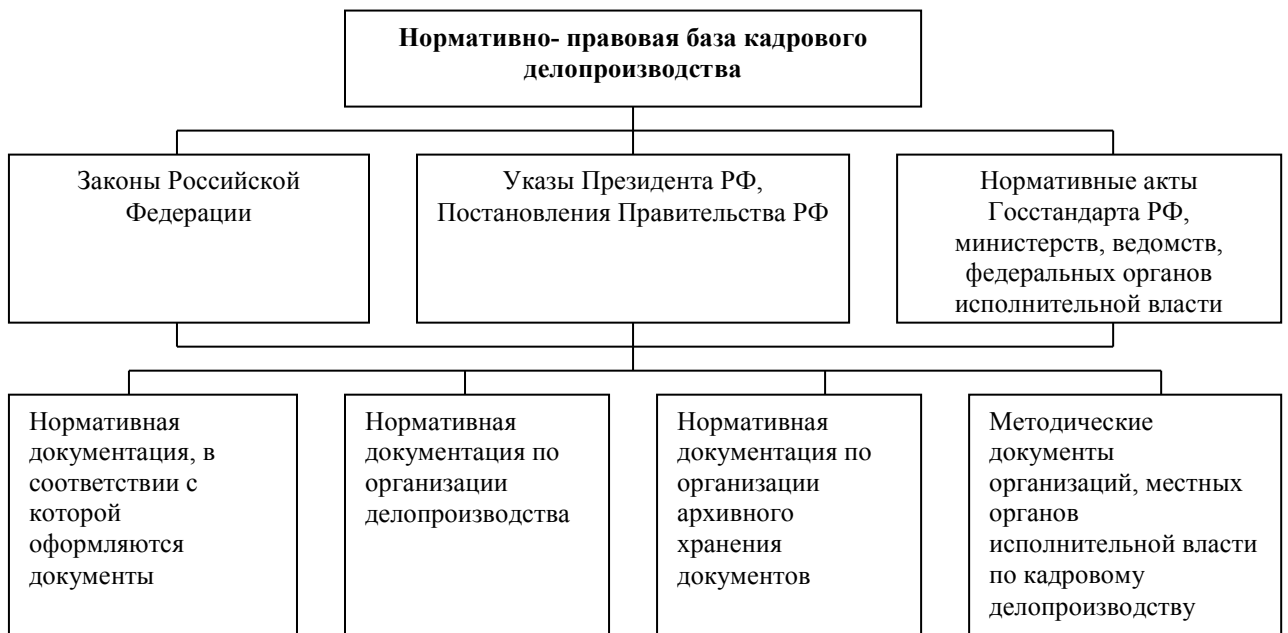 Нормативно- правовая база кадрового
делопроизводства
Законы Российской
Федерации
Указы Президента РФ,
Постановления Правительства РФ
Нормативные акты
Госстандарта РФ,
министерств, ведомств,
федеральных органов
исполнительной власти
Нормативная
документация, в
соответствии с
которой
оформляются
документы
Нормативная
документация по
организации
делопроизводства
Нормативная
документация по
организации
архивного
хранения
документов
Методические
документы
организаций, местных
органов
исполнительной власти
по кадровому
делопроизводству